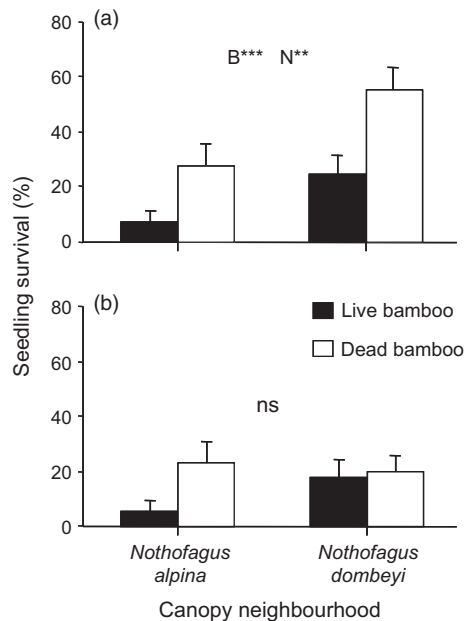 (a)
B*** N**
80
60
40
20
0
Seedling survival (%)
(b)
Live bamboo
Dead bamboo
ns
80
60
40
20
0
Nothofagus alpina
Nothofagus dombeyi
Canopy neighbourhood